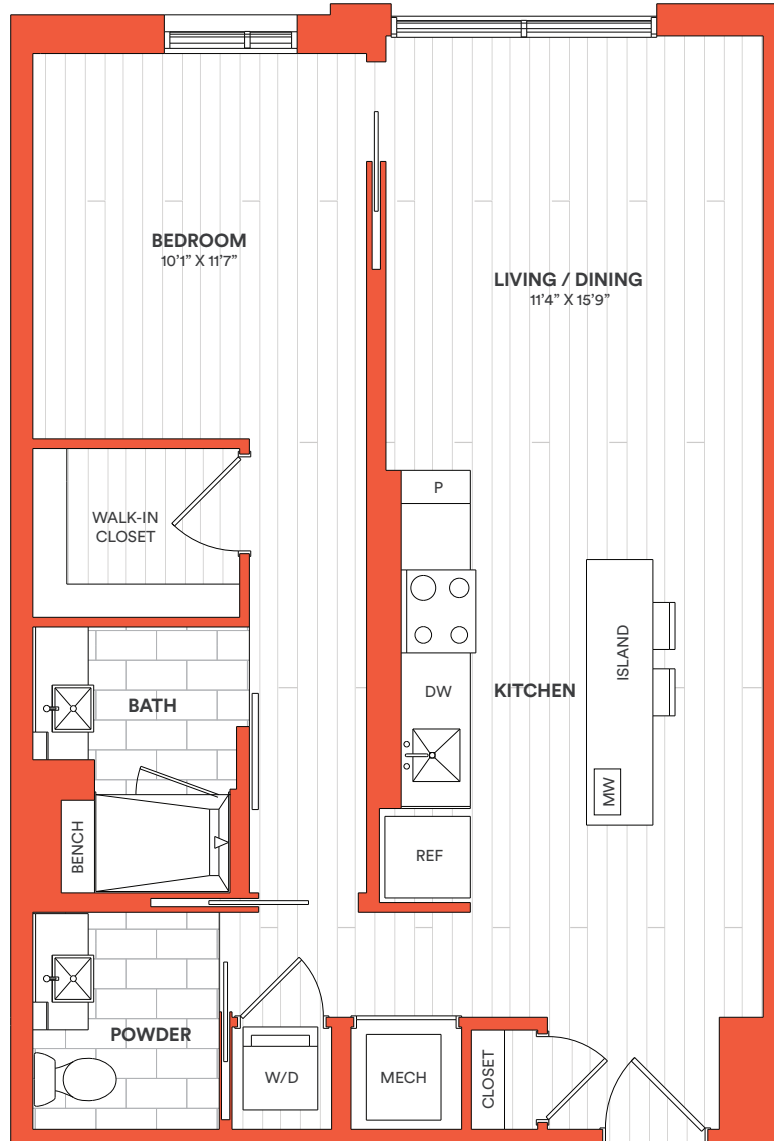 BEDROOM
10'1” X 11'7”
LIVING / DINING
11'4” X 15'9”
P
WALK-IN
CLOSET
ISLAND
BATH
DW
KITCHEN
MW
BENCH
REF
POWDER
W/D
MECH
CLOSET